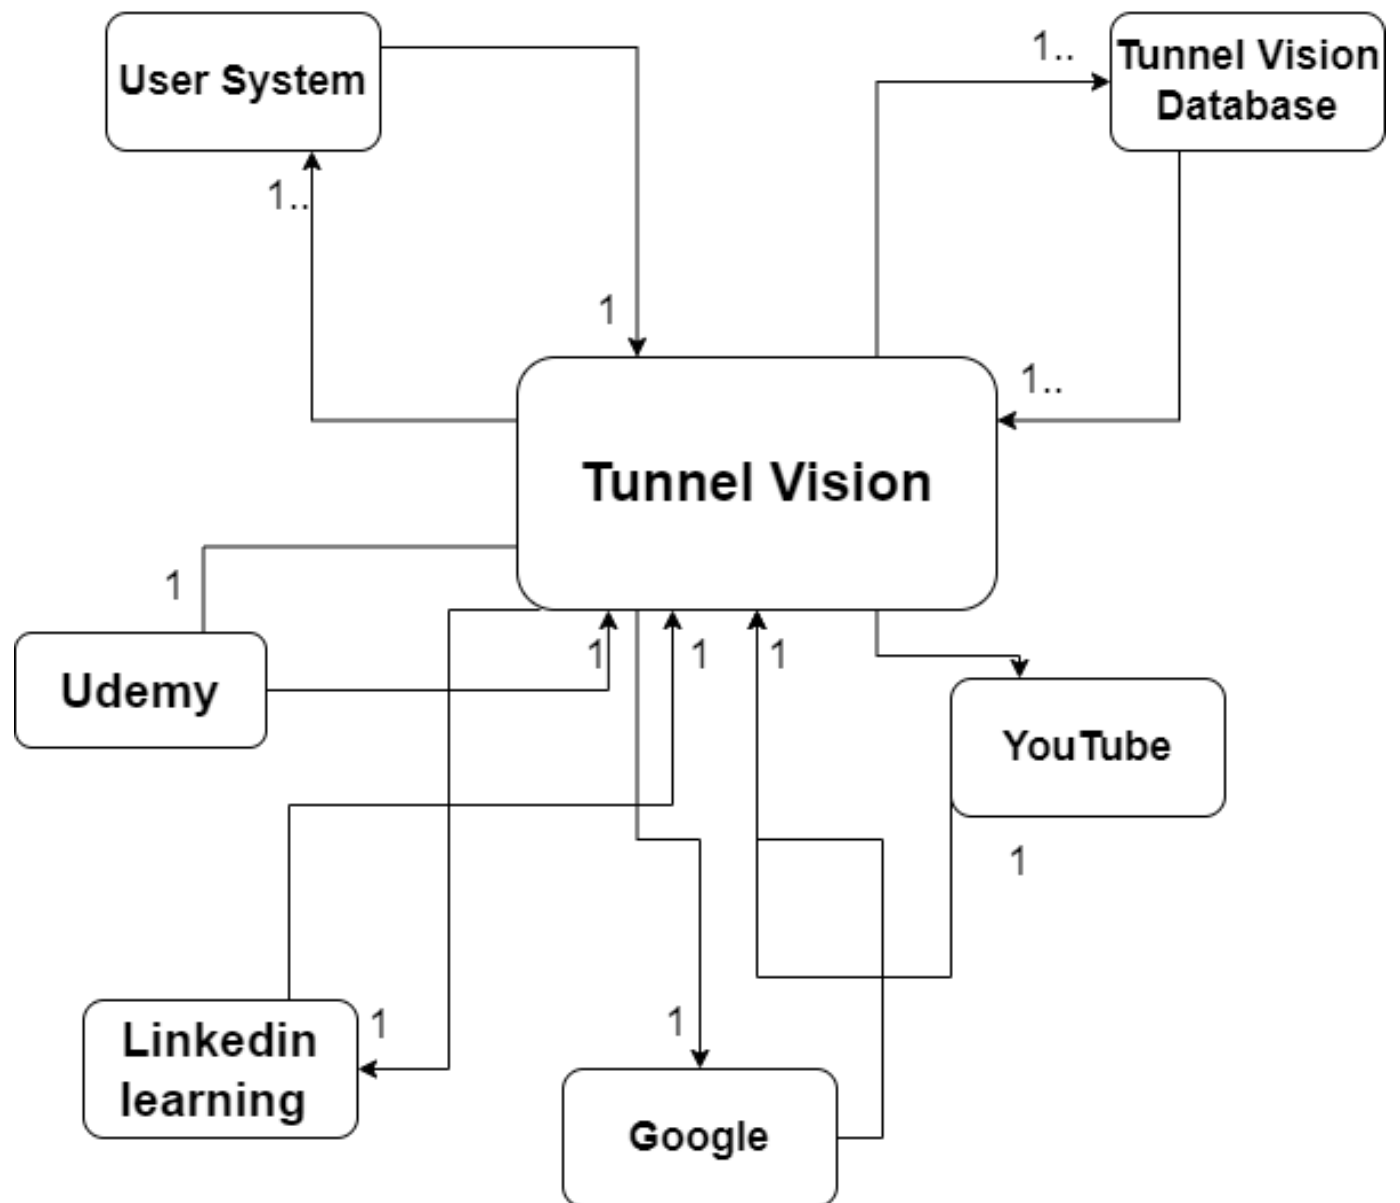 User System
1..
Tunnel Vision
Database
1..
1
1..
Tunnel Vision
1
Udemy
1
1
1
YouTube
1
Linkedin
learning
1
1
Google